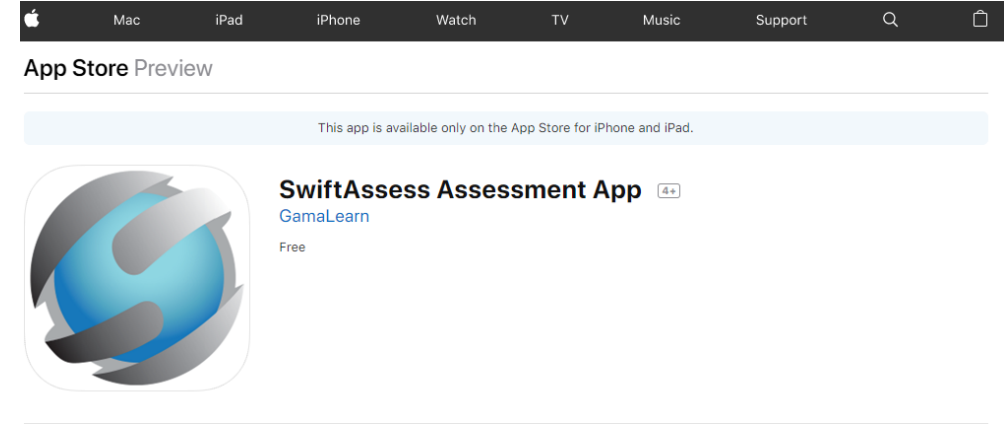 Mac iPad iPhone Watch TV Music Support
App Store Preview
This app is available only on the App Store for iPhone and iPad.
SwiftAssess Assessment App 4+
GamaLearn
Free